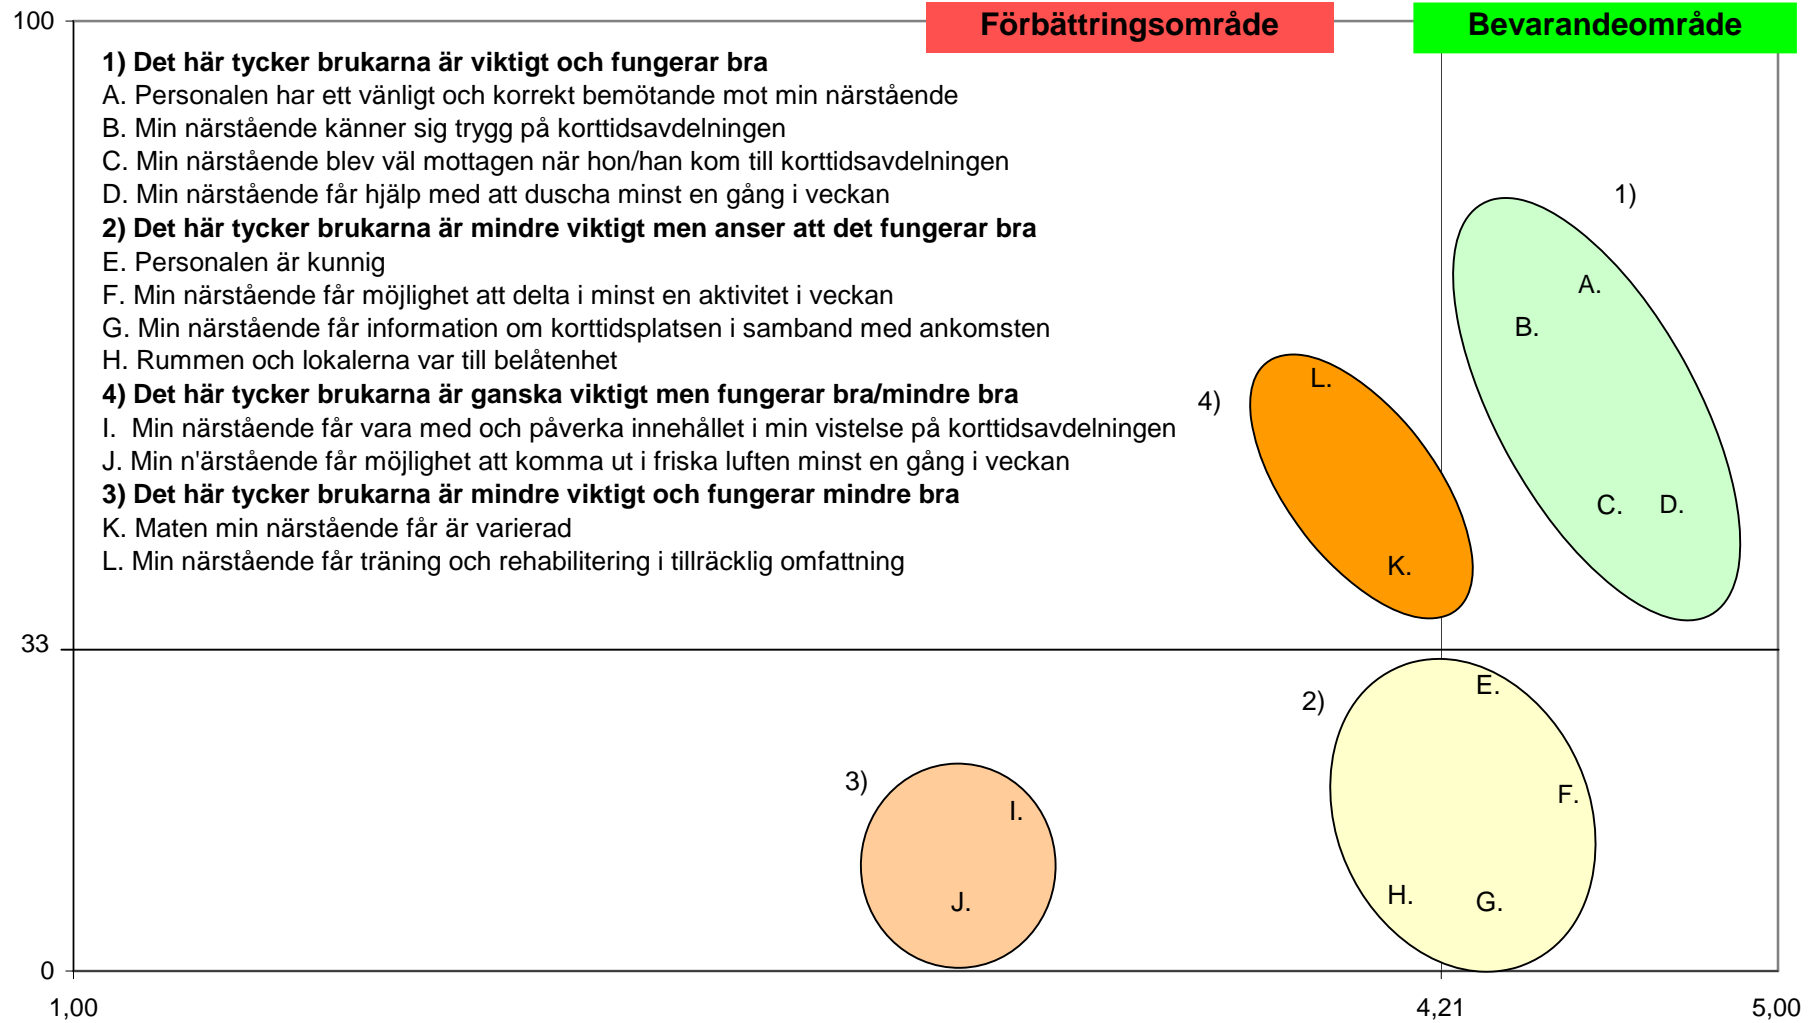 100
Förbättringsområde
Bevarandeområde
1) Det här tycker brukarna är viktigt och fungerar bra
A. Personalen har ett vänligt och korrekt bemötande mot min närstående
B. Min närstående känner sig trygg på korttidsavdelningen
C. Min närstående blev väl mottagen när hon/han kom till korttidsavdelningen
D. Min närstående får hjälp med att duscha minst en gång i veckan
2) Det här tycker brukarna är mindre viktigt men anser att det fungerar bra
E. Personalen är kunnig
F. Min närstående får möjlighet att delta i minst en aktivitet i veckan
G. Min närstående får information om korttidsplatsen i samband med ankomsten
H. Rummen och lokalerna var till belåtenhet
4) Det här tycker brukarna är ganska viktigt men fungerar bra/mindre bra
I.  Min närstående får vara med och påverka innehållet i min vistelse på korttidsavdelningen
J. Min n'ärstående får möjlighet att komma ut i friska luften minst en gång i veckan
3) Det här tycker brukarna är mindre viktigt och fungerar mindre bra
K. Maten min närstående får är varierad
L. Min närstående får träning och rehabilitering i tillräcklig omfattning
1)
A.
B.
C.
D.
4)
L.
K.
33
2)
E.
F.
H.
G.
3)
I.
J.
0
1,00
4,21
5,00